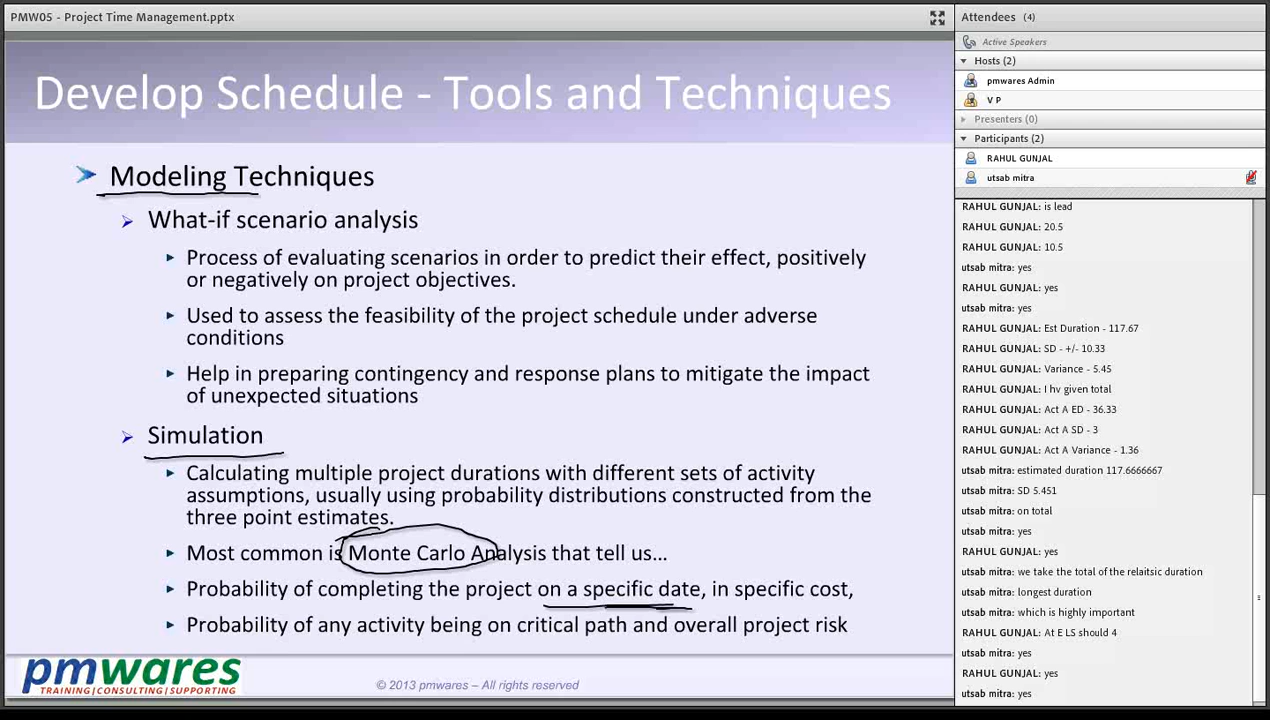 PMW05 - Project Time Management.pptx
Develop Schedule - Tools and Techniques
Modeling Techniques
What-if scenario analysis
Process of evaluating scenarios in order to predict their effect, positively
or negatively on project objectives.
Used to assess the feasibility of the project schedule under adverse
conditions
Help in preparing contingency and response plans to mitigate the impact
of unexpected situations
Simulation
Calculating multiple project durations with different sets of activity
assumptions, usually using probability distributions constructed from the
three point estimates.
Most common is Monte Carlo Analysis that tell us...
Probability of completing the project on a specific date, in specific cost,
Probability of any activity being on critical path and overall project risk
pmwares
TRAINING|CONSULTING|SUPPORTING
© 2013 pmwares – All rights reserved
Attendees (4)
Active Speakers
Hosts (2)
pmwares Admin
V P
Presenters (0)
Participants (2)
RAHUL GUNJAL
utsab mitra
RAHUL GUNJAL: is lead
RAHUL GUNJAL: 20.5
RAHUL GUNJAL: 10.5
utsab mitra: yes
RAHUL GUNJAL: yes
utsab mitra: yes
RAHUL GUNJAL: Est Duration - 117.67
RAHUL GUNJAL: SD - +/- 10.33
RAHUL GUNJAL: Variance - 5.45
RAHUL GUNJAL: I hv given total
RAHUL GUNJAL: Act A ED - 36.33
RAHUL GUNJAL: Act A SD - 3
RAHUL GUNJAL: Act A Variance - 1.36
utsab mitra: estimated duration 117.6666667
utsab mitra: SD 5.451
utsab mitra: on total
utsab mitra: yes
RAHUL GUNJAL: yes
utsab mitra: we take the total of the relaitsic duration
utsab mitra: longest duration
utsab mitra: which is highly important
RAHUL GUNJAL: At E LS should 4
utsab mitra: yes
RAHUL GUNJAL: yes
utsab mitra: yes